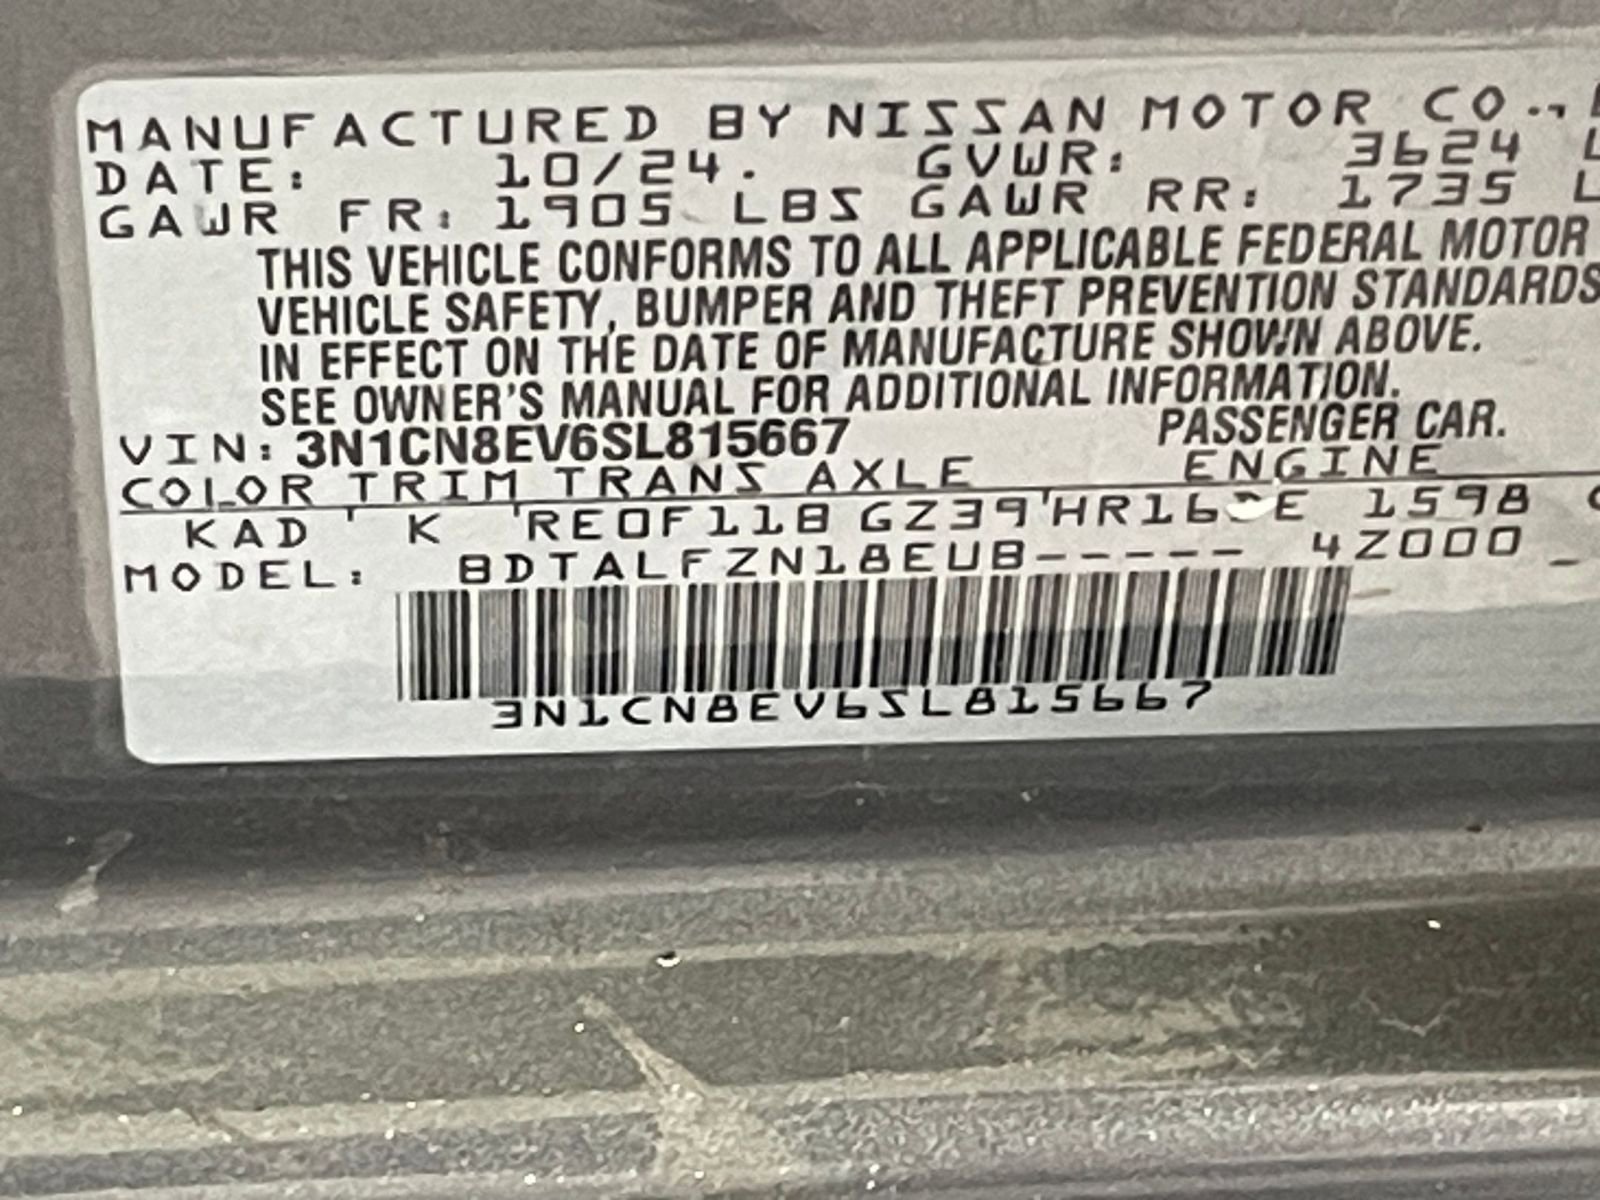 MANUFACTURED BY NISSAN MOTOR CO.,
DATE: 10/24. GVWR: 3624
GAWR FR: 1905 LBS GAWR RR: 1735
THIS VEHICLE CONFORMS TO ALL APPLICABLE FEDERAL MOTOR
VEHICLE SAFETY, BUMPER AND THEFT PREVENTION STANDARDS
IN EFFECT ON THE DATE OF MANUFACTURE SHOWN ABOVE.
SEE OWNER'S MANUAL FOR ADDITIONAL INFORMATION.
VIN: 3N1CN8EV6SL815667 PASSENGER CAR.
COLOR TRIM TRANS AXLE ENGINE
KAD K RE0F11B GZ39 1598
MODEL: BDTALFZN18EUB----- 4Z000
3N1CN8EV6SL815667